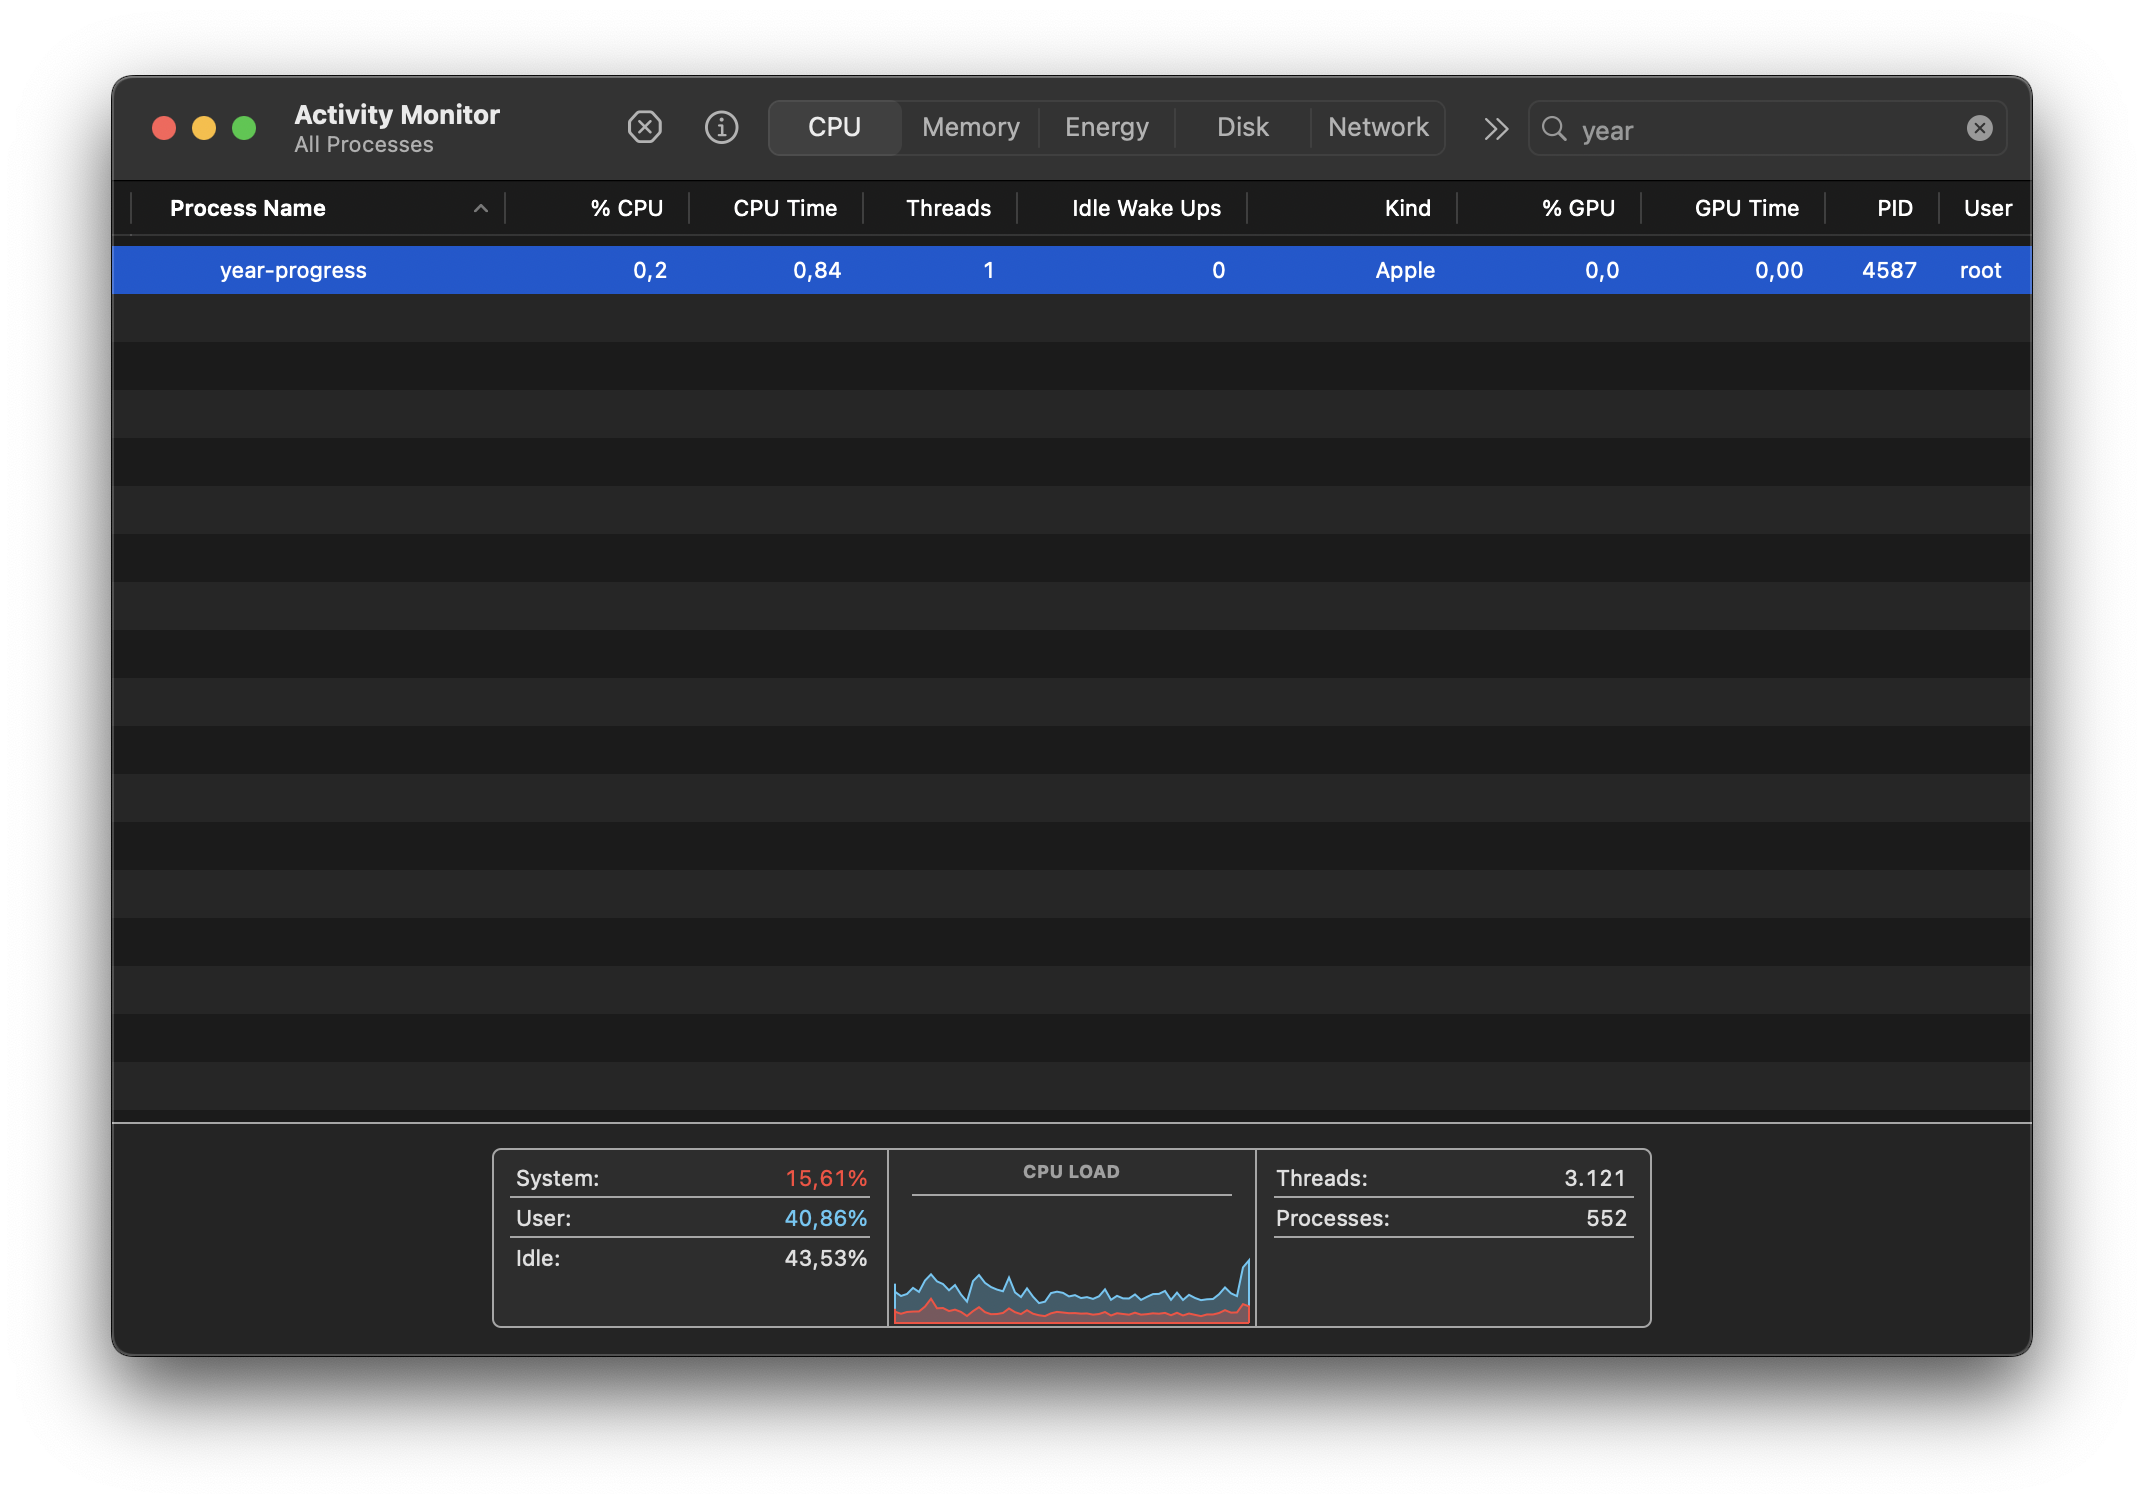 Activity Monitor
All Processes
CPU Memory Energy Disk Network
year
Process Name % CPU CPU Time Threads Idle Wake Ups Kind % GPU GPU Time PID User
year-progress 0,2 0,84 1 0 Apple 0,0 0,00 4587 root
System: 15,61%
User: 40,86%
Idle: 43,53%
CPU LOAD
Threads: 3.121
Processes: 552